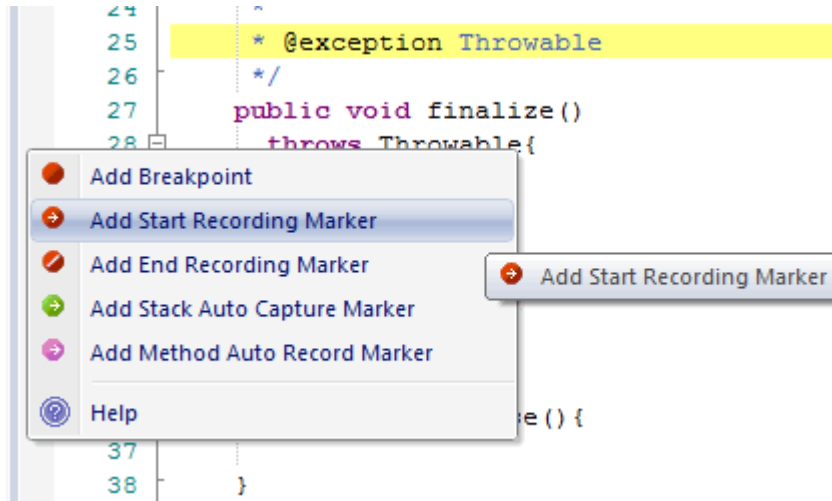 24 *
25 * @exception Throwable
26 */
27 public void finalize()
28 throws Throwable{
Add Breakpoint
Add Start Recording Marker
Add End Recording Marker
Add Start Recording Marker
Add Stack Auto Capture Marker
Add Method Auto Record Marker
Help
e(){
37
38 }